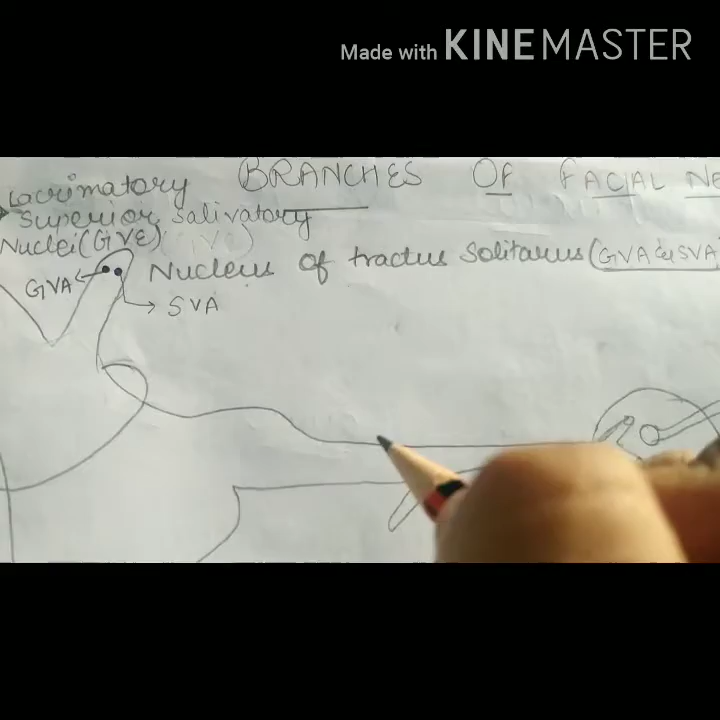 Made with KINEMASTER
BRANCHES OF FACIAL NE
Lacrimatory
Superior salivatory
Nuclei (GVE)
Nucleus of tractus Solitarus (GVA & SVA
GVA
SVA